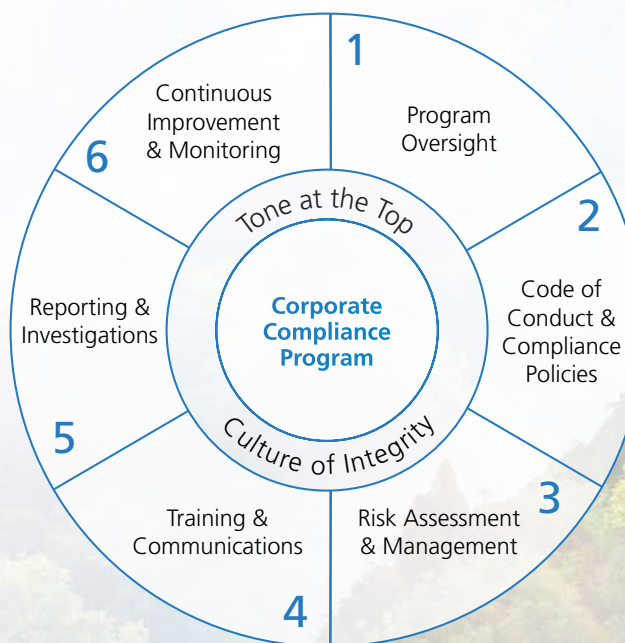 1
Program
Oversight
2
Code of
Conduct &
Compliance
Policies
3
Risk Assessment
& Management
4
Training &
Communications
5
Reporting &
Investigations
6
Continuous
Improvement
& Monitoring
Tone at the Top
Corporate
Compliance
Program
Culture of Integrity